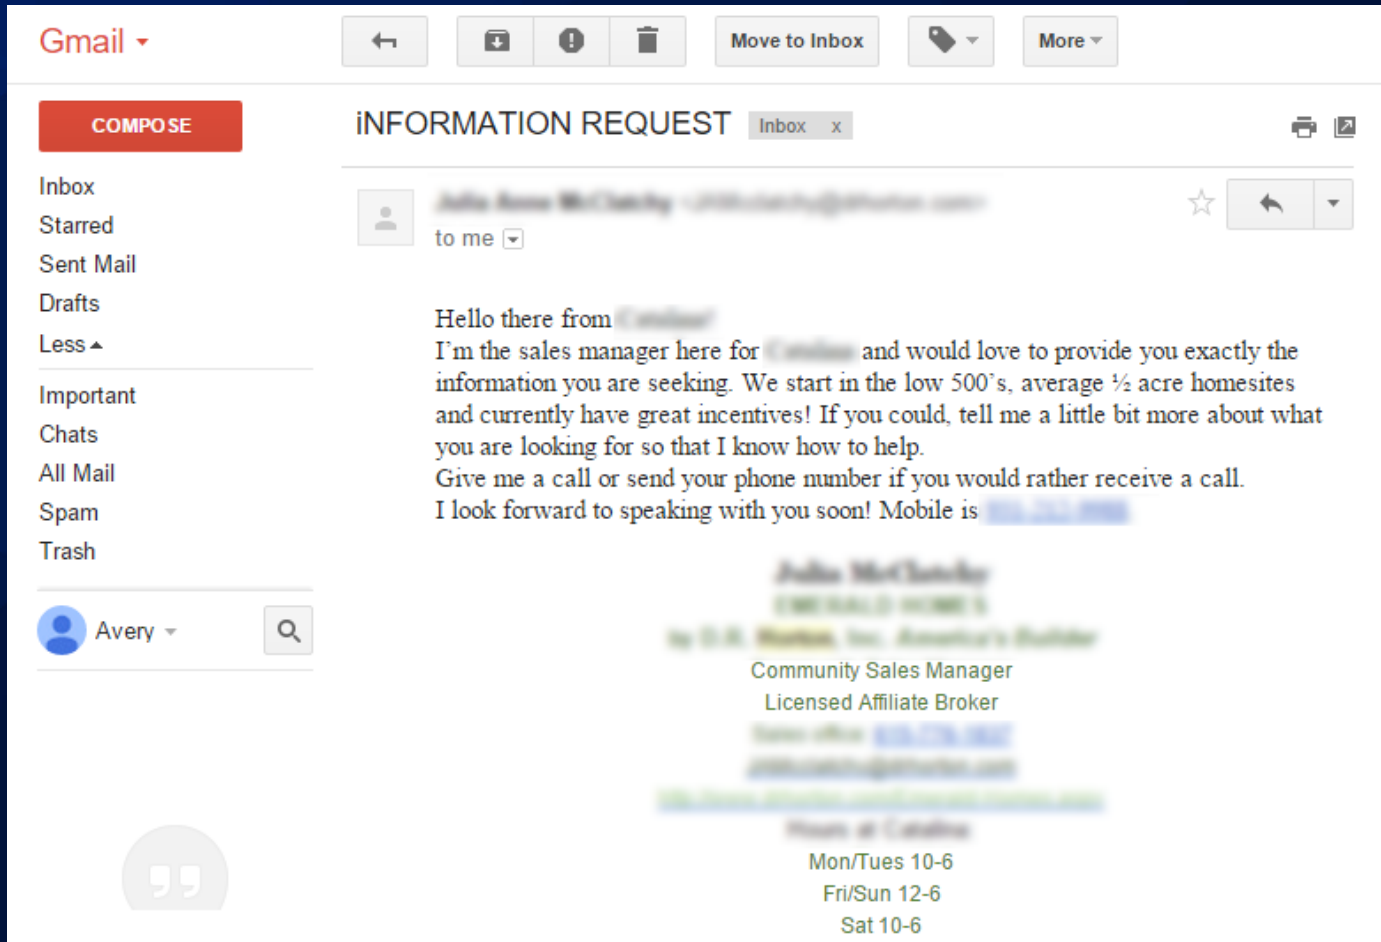 Gmail
Move to Inbox
More
COMPOSE
iNFORMATION REQUEST
Inbox x
Inbox
Starred
Sent Mail
Drafts
Less
Important
Chats
All Mail
Spam
Trash
Avery
to me
Hello there from
I'm the sales manager here for and would love to provide you exactly the
information you are seeking. We start in the low 500's, average ½ acre homesites
and currently have great incentives! If you could, tell me a little bit more about what
you are looking for so that I know how to help.
Give me a call or send your phone number if you would rather receive a call.
I look forward to speaking with you soon! Mobile is
Community Sales Manager
Licensed Affiliate Broker
Mon/Tues 10-6
Fri/Sun 12-6
Sat 10-6